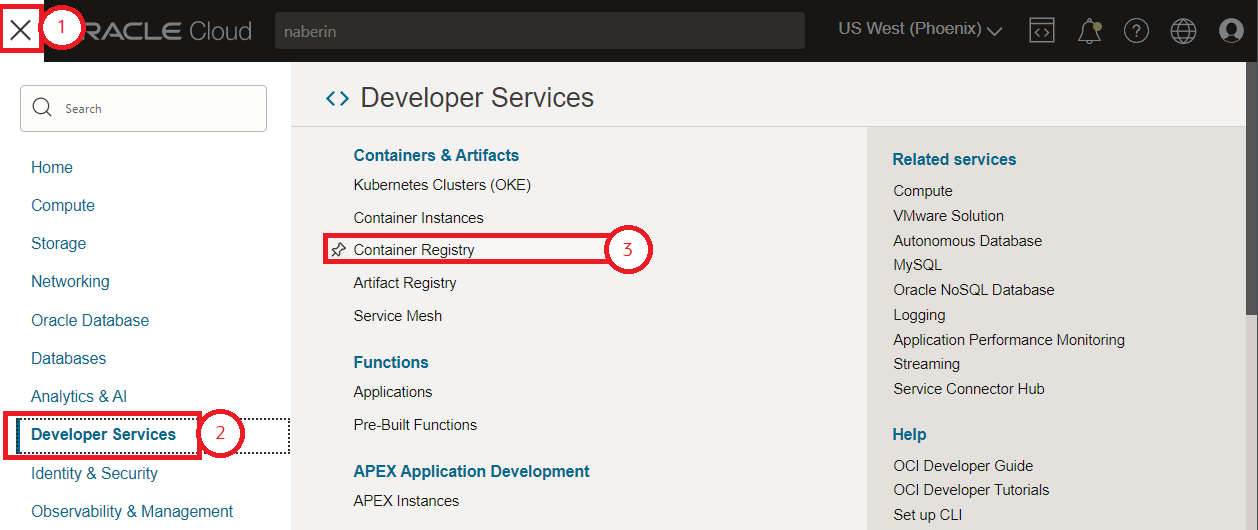 1
ORACLE Cloud
naberin
US West (Phoenix)
Search
Home
Compute
Storage
Networking
Oracle Database
Databases
Analytics & AI
Developer Services
2
Identity & Security
Observability & Management
Developer Services
Containers & Artifacts
Kubernetes Clusters (OKE)
Container Instances
Container Registry
3
Artifact Registry
Service Mesh
Functions
Applications
Pre-Built Functions
APEX Application Development
APEX Instances
Related services
Compute
VMware Solution
Autonomous Database
MySQL
Oracle NoSQL Database
Logging
Application Performance Monitoring
Streaming
Service Connector Hub
Help
OCI Developer Guide
OCI Developer Tutorials
Set up CLI